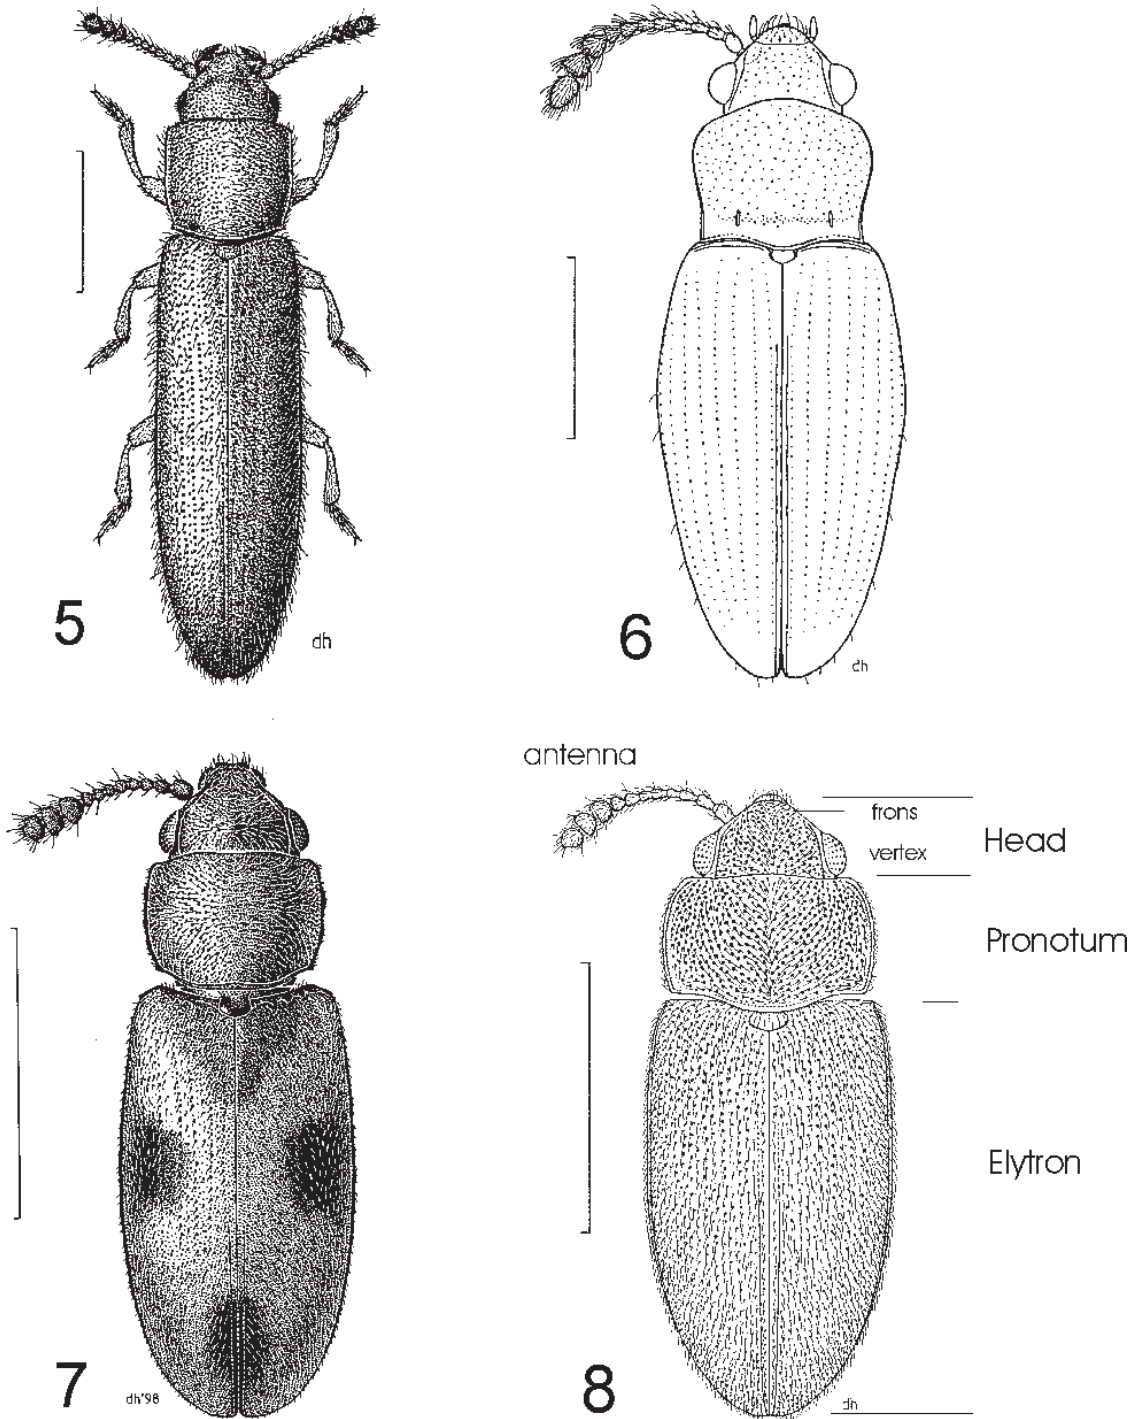 5
dh
6
dh
antenna
frons
vertex
Head
Pronotum
Elytron
7
dh'98
8
dh